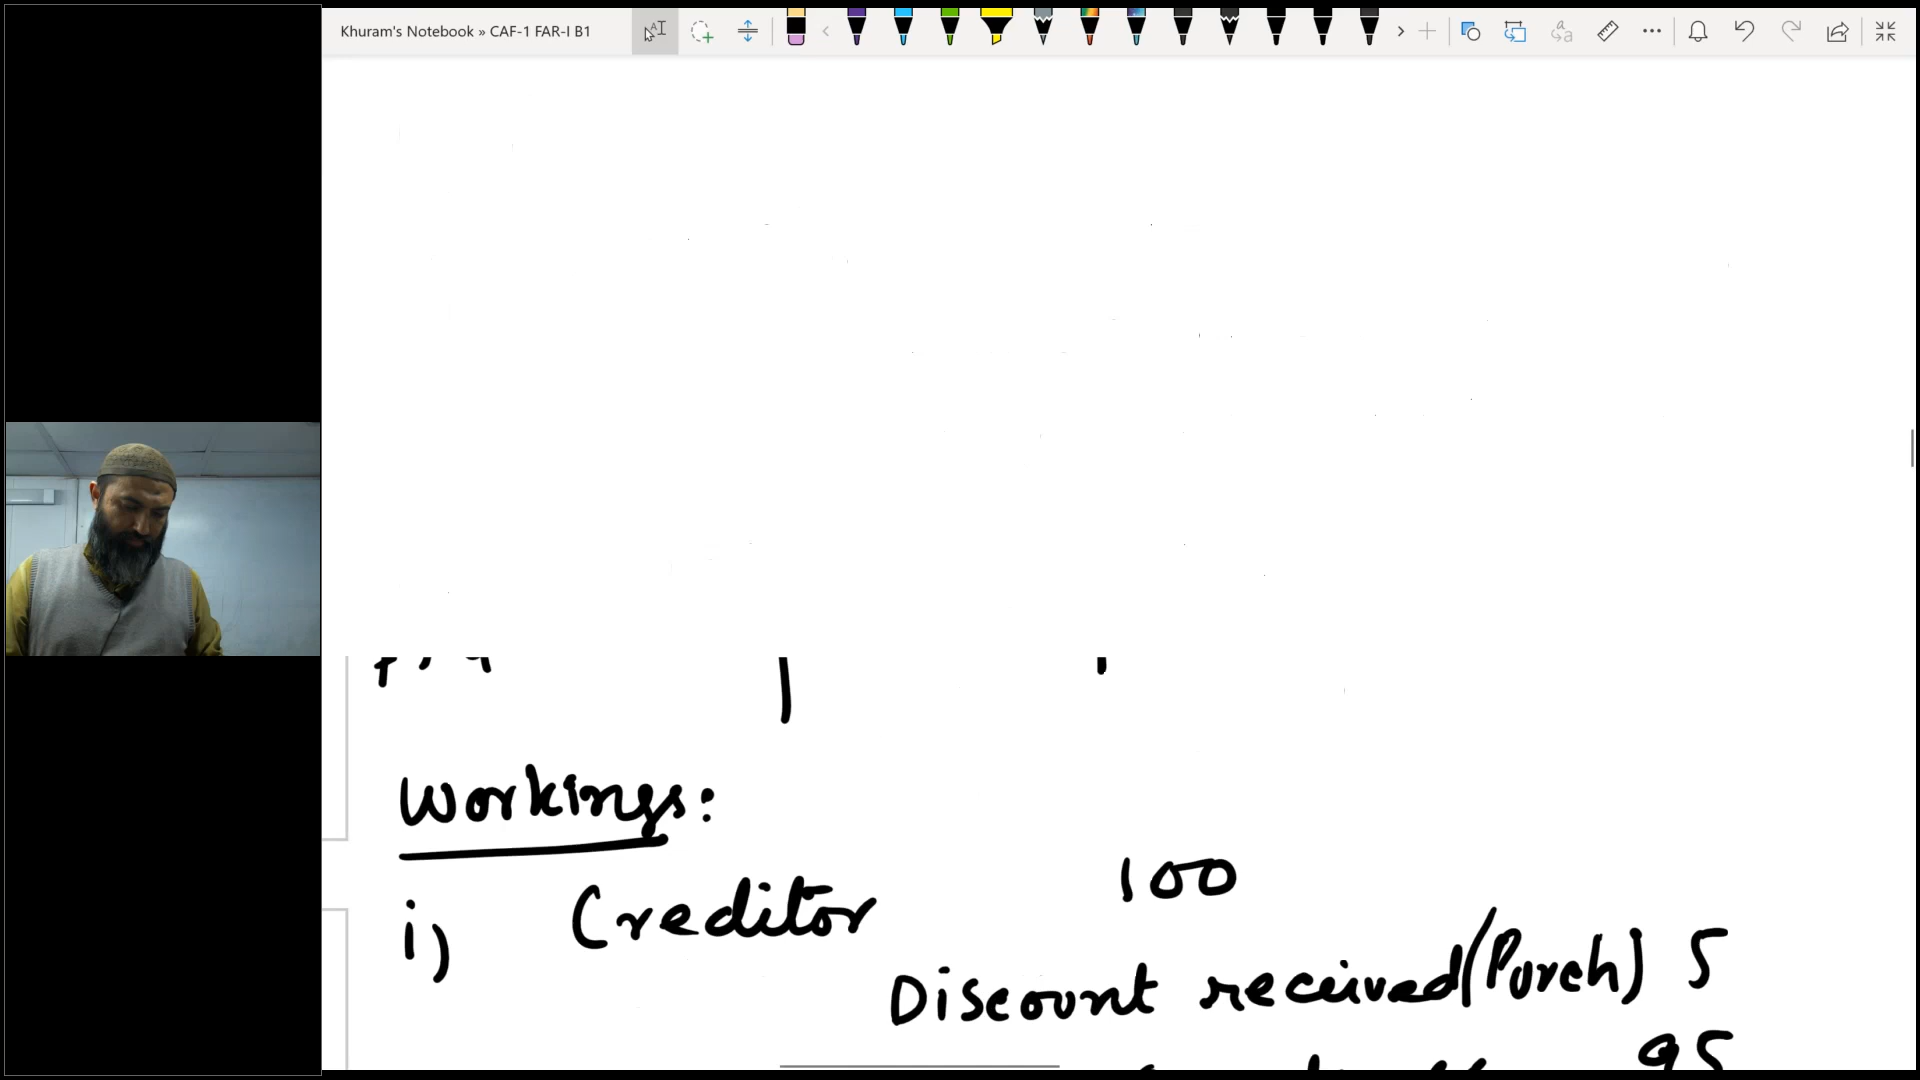 Khuram's Notebook » CAF-1 FAR-I B1
Workings:
i) Creditor 100
Discount received (Purch) 5
95